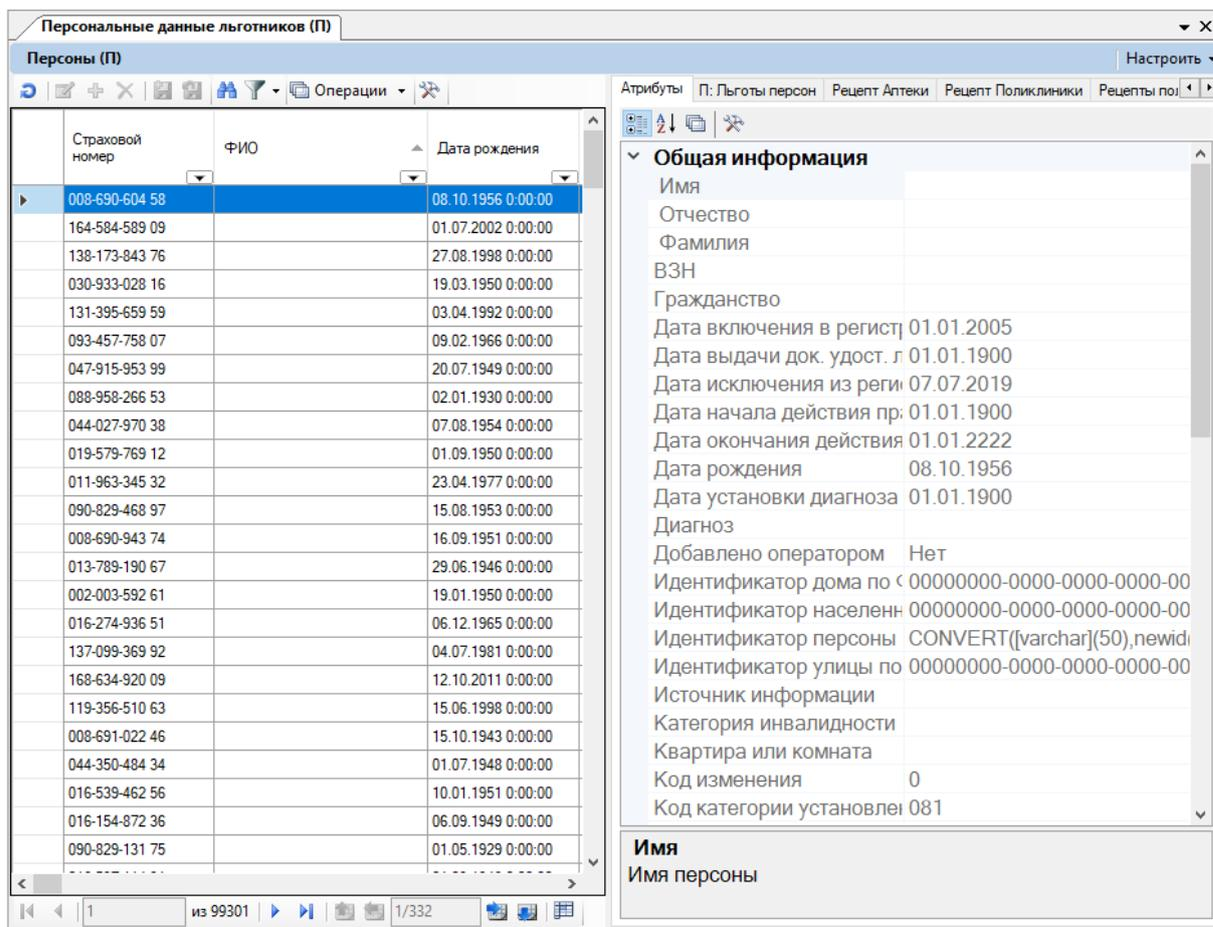 Персональные данные льготников (П)
Персоны (П)
Настроить
Операции
Атрибуты П: Льготы персон Рецепт Аптеки Рецепт Поликлиники Рецепты пол
Страховой номер ФИО Дата рождения
008-690-604 58 08.10.1956 0:00:00
164-584-589 09 01.07.2002 0:00:00
138-173-843 76 27.08.1998 0:00:00
030-933-028 16 19.03.1950 0:00:00
131-395-659 59 03.04.1992 0:00:00
093-457-758 07 09.02.1966 0:00:00
047-915-953 99 20.07.1949 0:00:00
088-958-266 53 02.01.1930 0:00:00
044-027-970 38 07.08.1954 0:00:00
019-579-769 12 01.09.1950 0:00:00
011-963-345 32 23.04.1977 0:00:00
090-829-468 97 15.08.1953 0:00:00
008-690-943 74 16.09.1951 0:00:00
013-789-190 67 29.06.1946 0:00:00
002-003-592 61 19.01.1950 0:00:00
016-274-936 51 06.12.1965 0:00:00
137-099-369 92 04.07.1981 0:00:00
168-634-920 09 12.10.2011 0:00:00
119-356-510 63 15.06.1998 0:00:00
008-691-022 46 15.10.1943 0:00:00
044-350-484 34 01.07.1948 0:00:00
016-539-462 56 10.01.1951 0:00:00
016-154-872 36 06.09.1949 0:00:00
090-829-131 75 01.05.1929 0:00:00
1 из 99301 1/332
Общая информация
Имя
Отчество
Фамилия
ВЗН
Гражданство
Дата включения в регистр 01.01.2005
Дата выдачи док. удост. л 01.01.1900
Дата исключения из реги 07.07.2019
Дата начала действия пра 01.01.1900
Дата окончания действия 01.01.2222
Дата рождения 08.10.1956
Дата установки диагноза 01.01.1900
Диагноз
Добавлено оператором Нет
Идентификатор дома по 00000000-0000-0000-0000-00
Идентификатор населенн 00000000-0000-0000-0000-00
Идентификатор персоны CONVERT([varchar](50),newid(
Идентификатор улицы по 00000000-0000-0000-0000-00
Источник информации
Категория инвалидности
Квартира или комната
Код изменения 0
Код категории установлен 081
Имя
Имя персоны